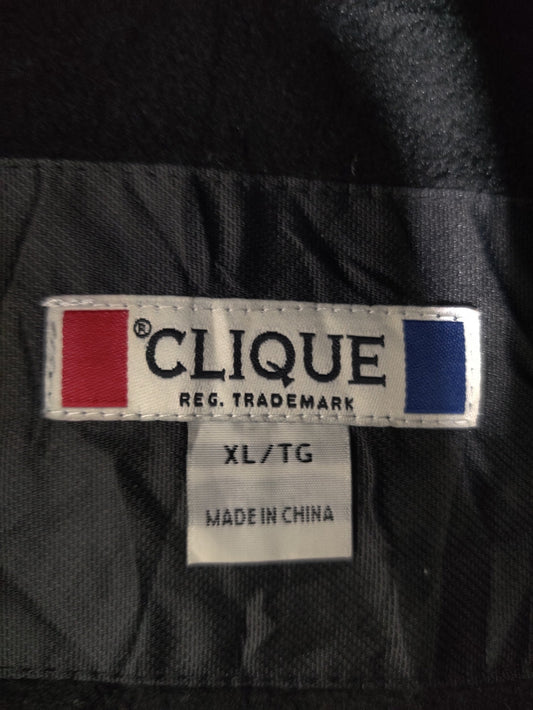 ® CLIQUE
REG. TRADEMARK
XL/TG
MADE IN CHINA